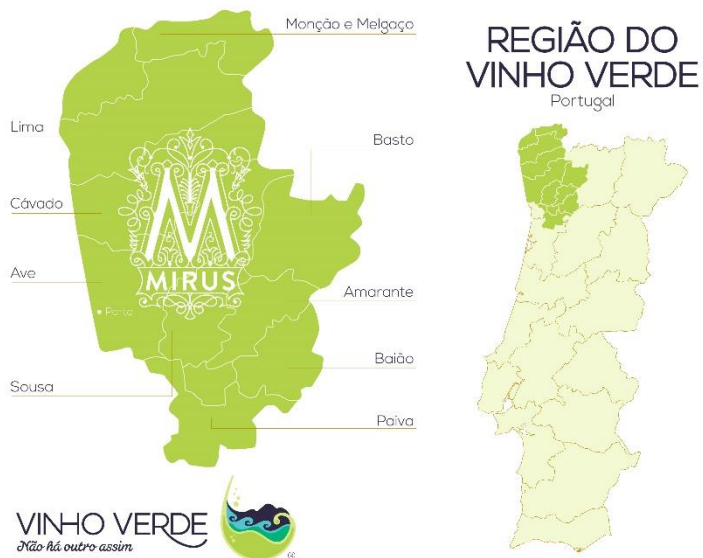 Monção e Melgaço
REGIÃO DO
VINHO VERDE
Portugal
Lima
Basto
Cávado
M
MIRUS
Ave
Amarante
Porto
Baião
Sousa
Paiva
VINHO VERDE
Não há outro assim